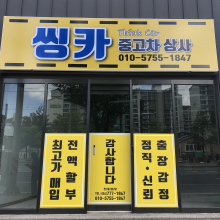 씽카
Think Car
중고차 상사
010-5755-1847
최고가 매입
전액할부
감사합니다
정직·신뢰
출장감정